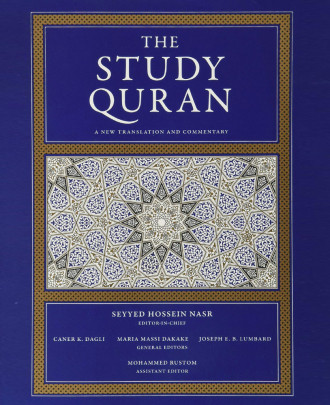 THE
STUDY
QURAN
A NEW TRANSLATION AND COMMENTARY
SEYYED HOSSEIN NASR
EDITOR-IN-CHIEF
CANER K. DAGLI MARIA MASSI DAKAKE JOSEPH E. B. LUMBARD
GENERAL EDITORS
MOHAMMED RUSTOM
ASSISTANT EDITOR